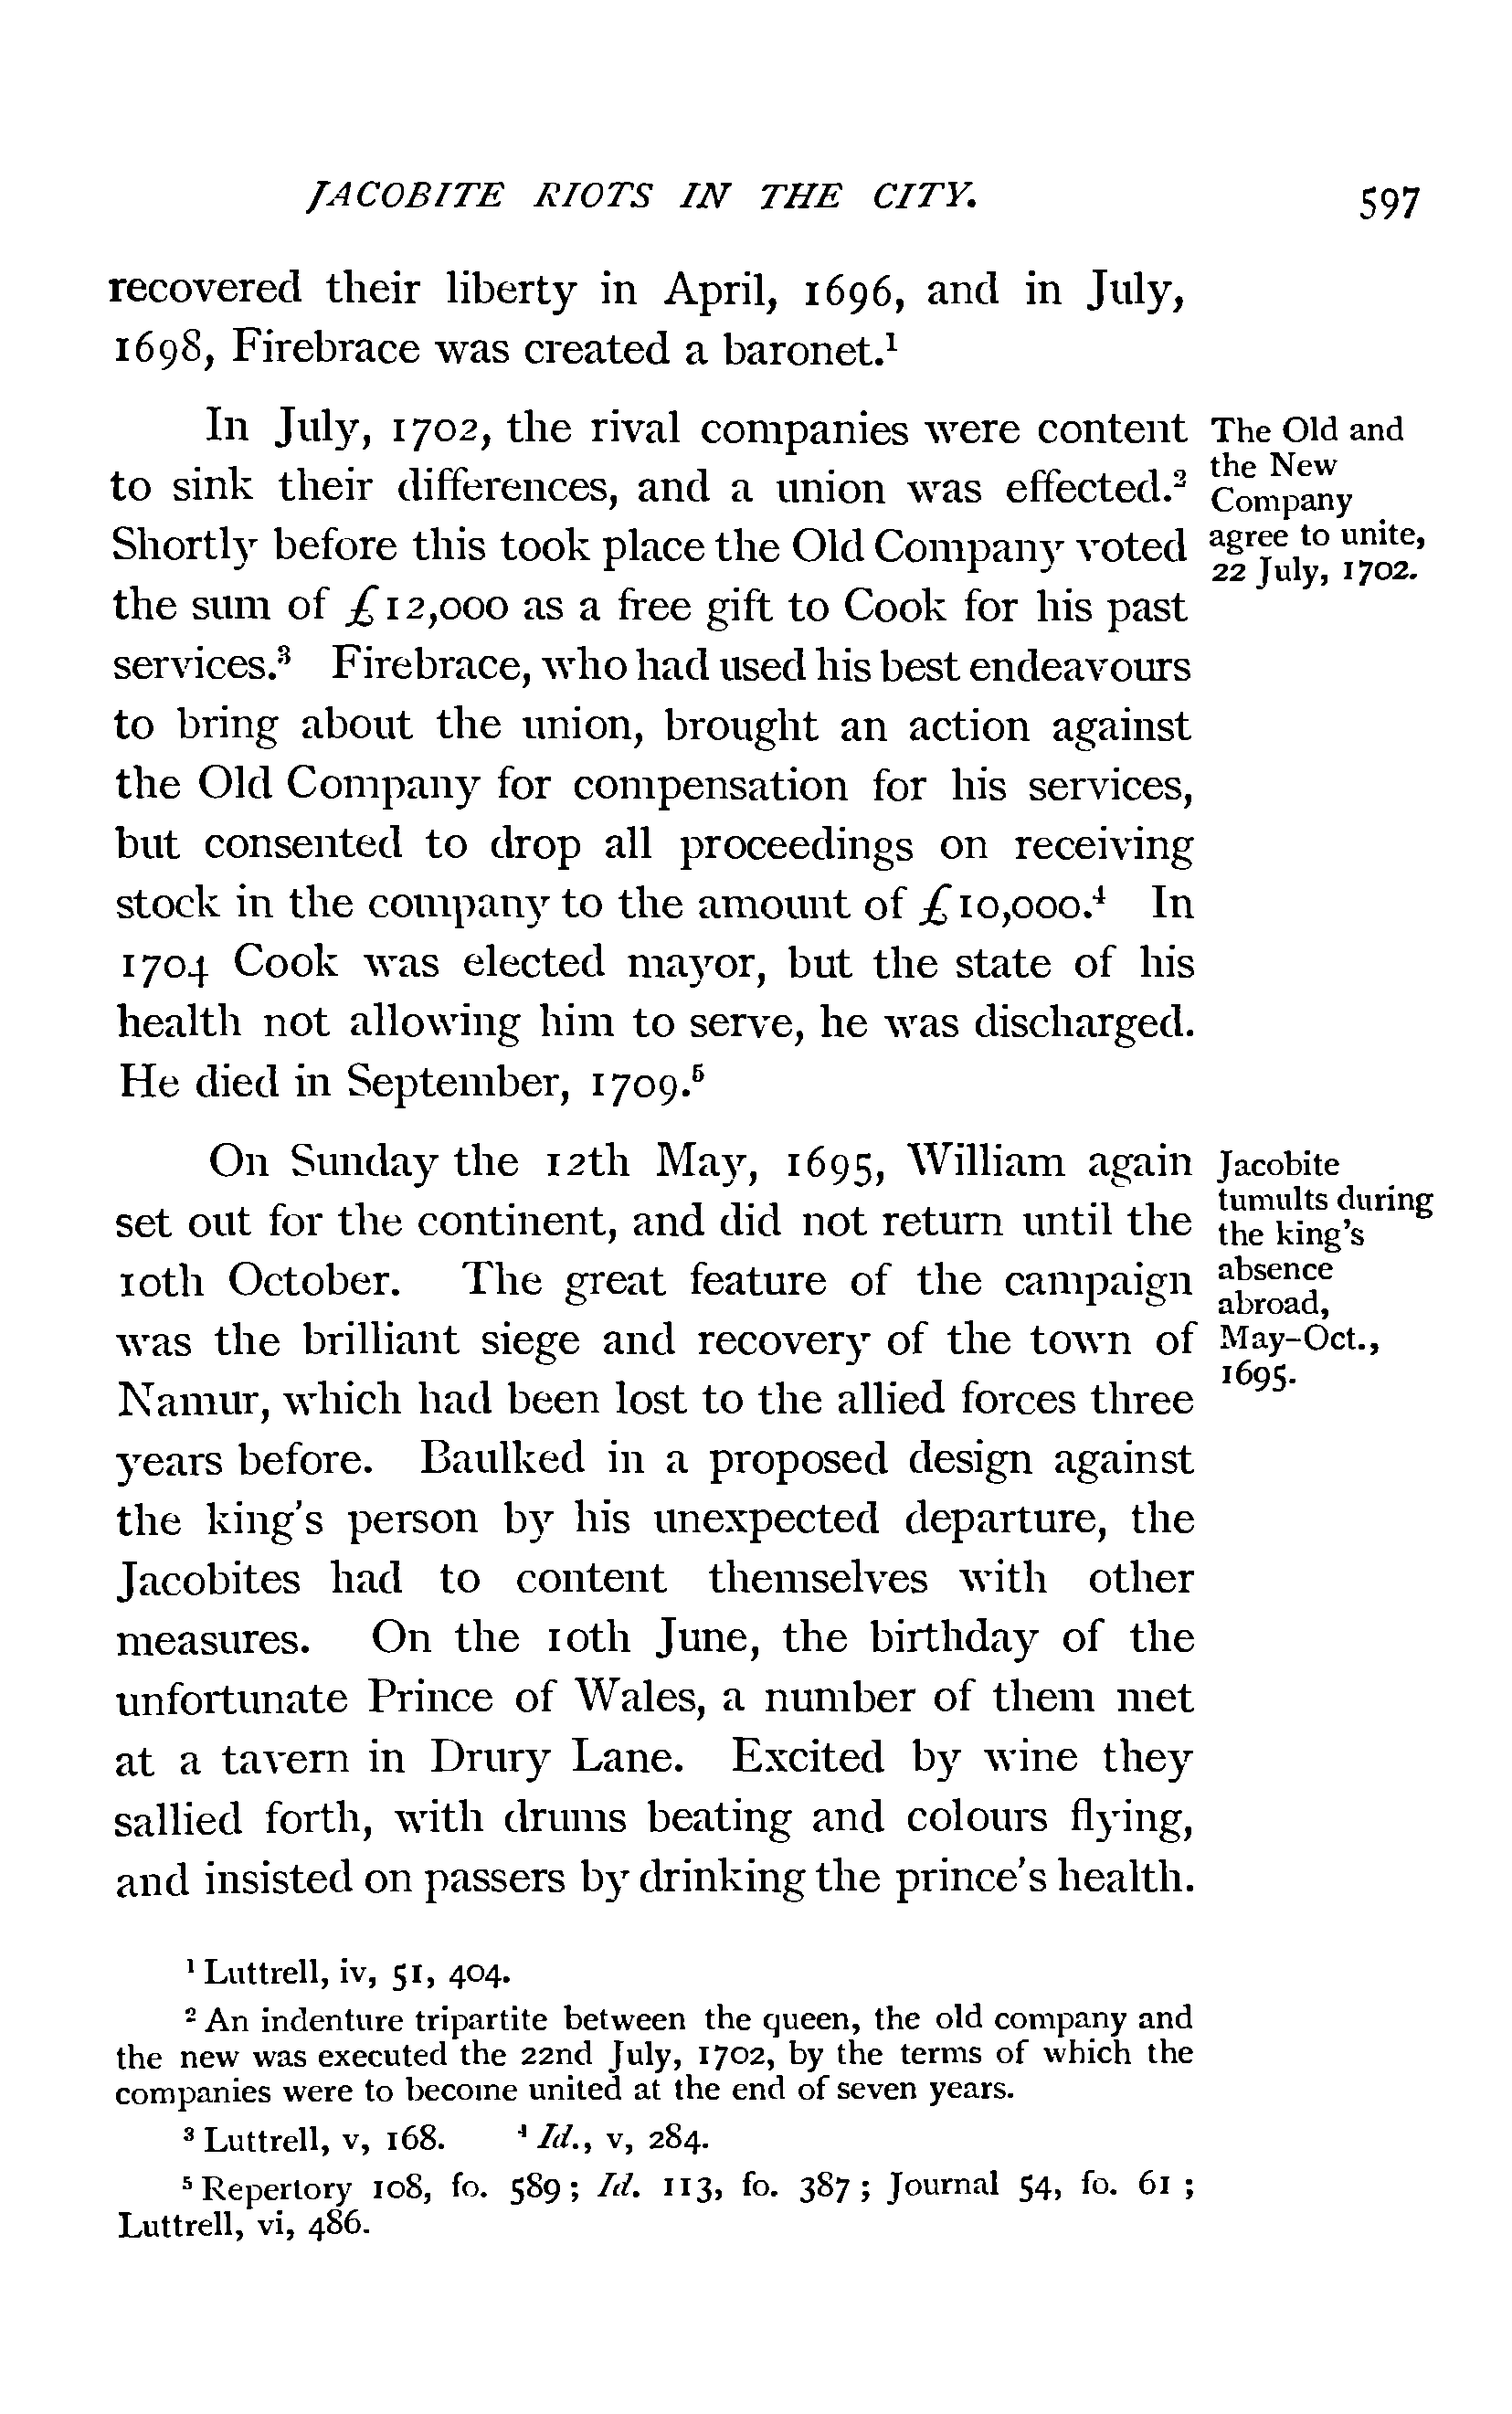 JACOBITE RIOTS IN THE CITY.
597
recovered their liberty in April, 1696, and in July,
1698, Firebrace was created a baronet.¹
In July, 1702, the rival companies were content
to sink their differences, and a union was effected.²
Shortly before this took place the Old Company voted
the sum of £12,000 as a free gift to Cook for his past
services.³ Firebrace, who had used his best endeavours
to bring about the union, brought an action against
the Old Company for compensation for his services,
but consented to drop all proceedings on receiving
stock in the company to the amount of £10,000.⁴ In
1704 Cook was elected mayor, but the state of his
health not allowing him to serve, he was discharged.
He died in September, 1709.⁵
The Old and
the New
Company
agree to unite,
22 July, 1702.
On Sunday the 12th May, 1695, William again
set out for the continent, and did not return until the
10th October. The great feature of the campaign
was the brilliant siege and recovery of the town of
Namur, which had been lost to the allied forces three
years before. Baulked in a proposed design against
the king's person by his unexpected departure, the
Jacobites had to content themselves with other
measures. On the 10th June, the birthday of the
unfortunate Prince of Wales, a number of them met
at a tavern in Drury Lane. Excited by wine they
sallied forth, with drums beating and colours flying,
and insisted on passers by drinking the prince's health.
Jacobite
tumults during
the king's
absence
abroad,
May-Oct.,
1695.
¹ Luttrell, iv, 51, 404.
² An indenture tripartite between the queen, the old company and
the new was executed the 22nd July, 1702, by the terms of which the
companies were to become united at the end of seven years.
³ Luttrell, v, 168. ⁴ Id., v, 284.
⁵ Repertory 108, fo. 589; Id. 113, fo. 387; Journal 54, fo. 61;
Luttrell, vi, 486.